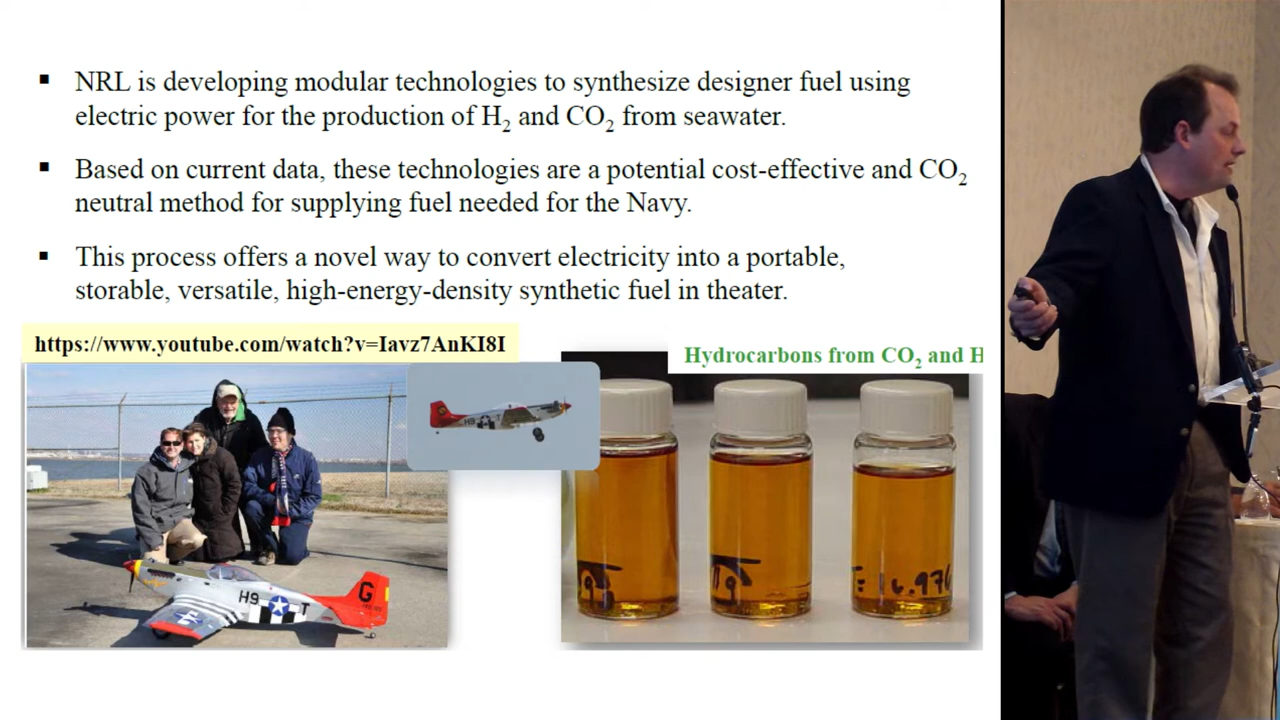 ▪ NRL is developing modular technologies to synthesize designer fuel using
electric power for the production of H₂ and CO₂ from seawater.
▪ Based on current data, these technologies are a potential cost-effective and CO₂
neutral method for supplying fuel needed for the Navy.
▪ This process offers a novel way to convert electricity into a portable,
storable, versatile, high-energy-density synthetic fuel in theater.
https://www.youtube.com/watch?v=Iavz7AnKI8I
Hydrocarbons from CO₂ and H
H9 T
G
H9